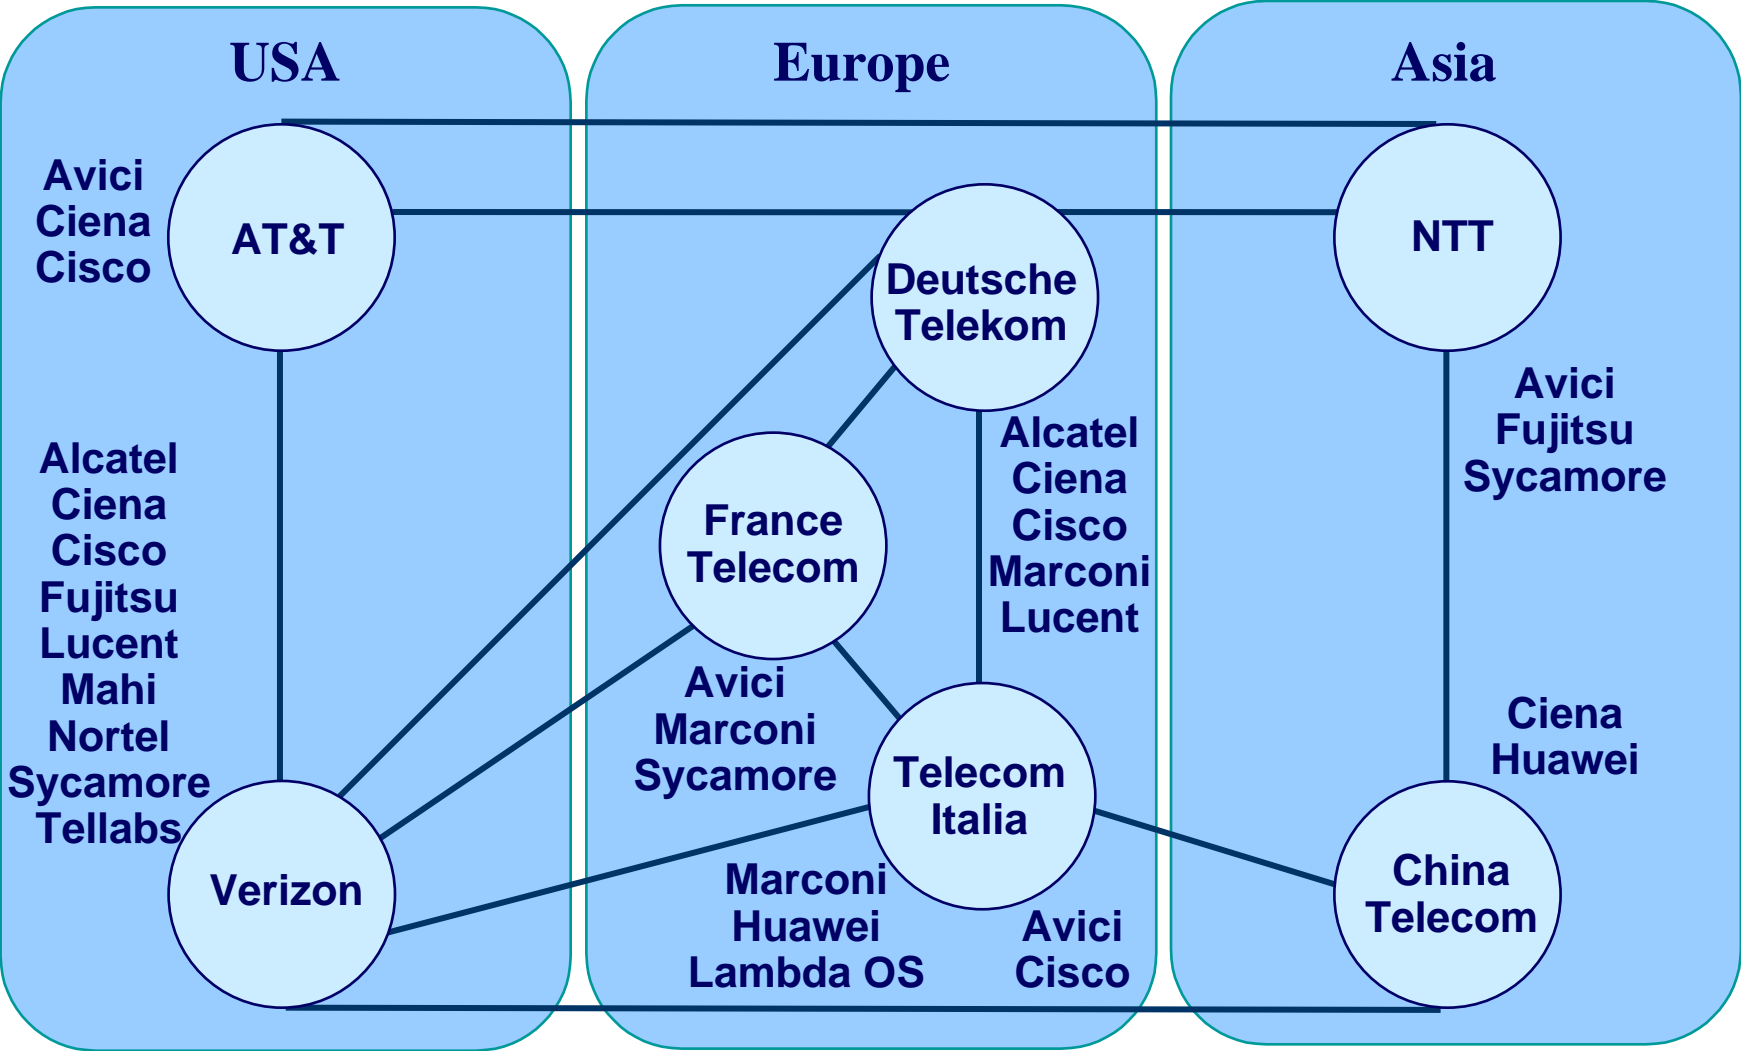 USA
Europe
Asia
Avici
Ciena
Cisco
AT&T
NTT
Deutsche
Telekom
Avici
Fujitsu
Sycamore
Alcatel
Ciena
Cisco
Fujitsu
Lucent
Mahi
Nortel
Sycamore
Tellabs
Alcatel
Ciena
Cisco
Marconi
Lucent
France
Telecom
Avici
Marconi
Sycamore
Telecom
Italia
Ciena
Huawei
Verizon
Marconi
Huawei
Lambda OS
Avici
Cisco
China
Telecom